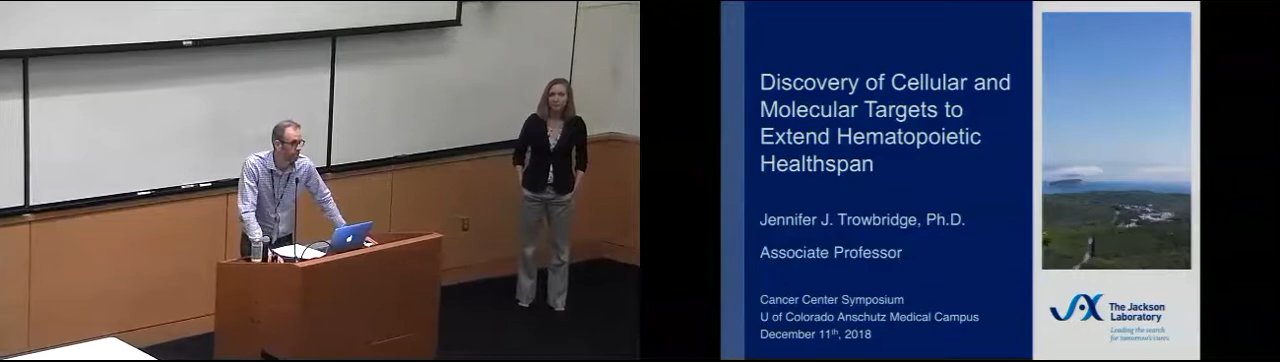 Discovery of Cellular and
Molecular Targets to
Extend Hematopoietic
Healthspan
Jennifer J. Trowbridge, Ph.D.
Associate Professor
Cancer Center Symposium
U of Colorado Anschutz Medical Campus
December 11th, 2018
JAX
The Jackson
Laboratory
Leading the search
for tomorrow's cures